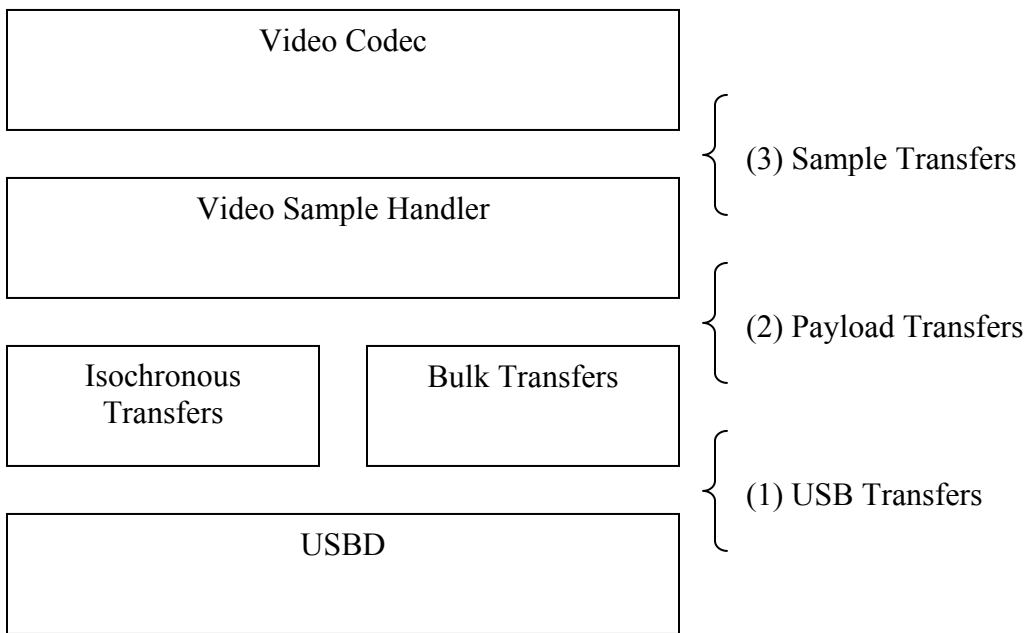 Video Codec
(3) Sample Transfers
Video Sample Handler
(2) Payload Transfers
Isochronous
Transfers
Bulk Transfers
(1) USB Transfers
USBD